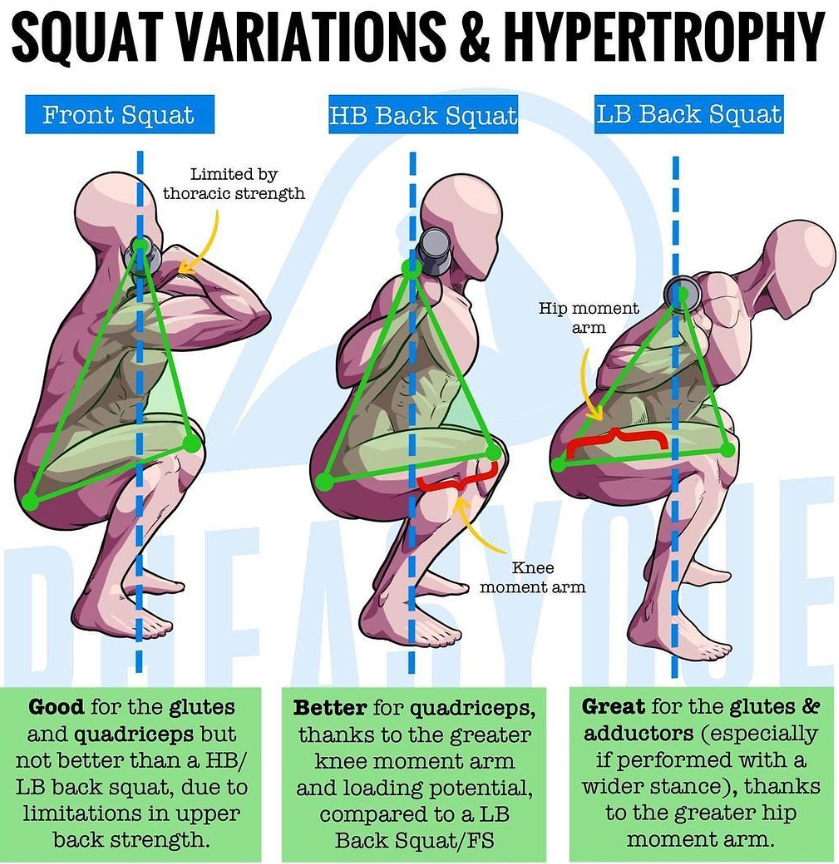 SQUAT VARIATIONS & HYPERTROPHY
Front Squat
HB Back Squat
LB Back Squat
Limited by
thoracic strength
Hip moment
arm
Knee
moment arm
Good for the glutes
and quadriceps but
not better than a HB/
LB back squat, due to
limitations in upper
back strength.
Better for quadriceps,
thanks to the greater
knee moment arm
and loading potential,
compared to a LB
Back Squat/FS
Great for the glutes &
adductors (especially
if performed with a
wider stance), thanks
to the greater hip
moment arm.